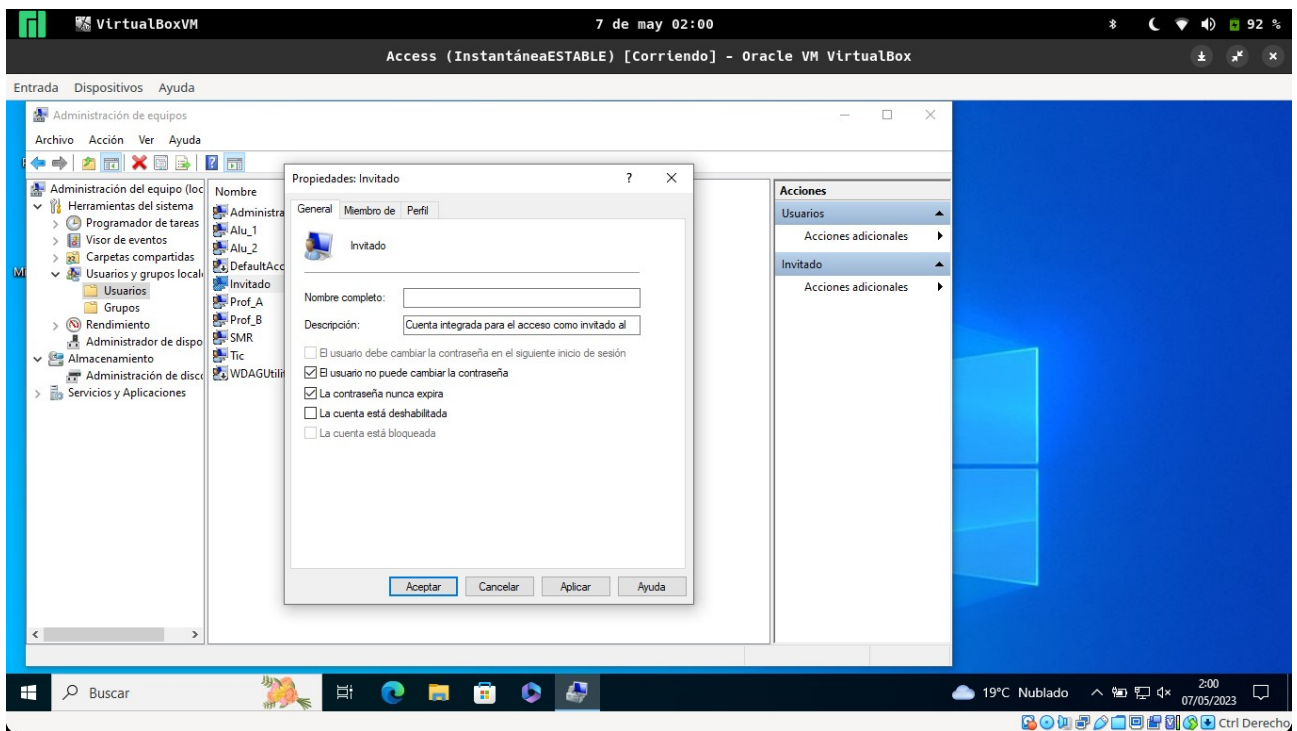 VirtualBoxVM 7 de may 02:00 92 %
Access (InstantáneaESTABLE) [Corriendo] - Oracle VM VirtualBox
Entrada Dispositivos Ayuda
Administración de equipos
Archivo Acción Ver Ayuda
Administración del equipo (loc
Herramientas del sistema
Programador de tareas
Visor de eventos
Carpetas compartidas
Usuarios y grupos local
Usuarios
Grupos
Rendimiento
Administrador de dispo
Almacenamiento
Administración de disc
Servicios y Aplicaciones
Nombre
Administra
Alu_1
Alu_2
DefaultAcc
Invitado
Prof_A
Prof_B
SMR
Tic
WDAGUtili
Propiedades: Invitado ? ×
General Miembro de Perfil
Invitado
Nombre completo:
Descripción: Cuenta integrada para el acceso como invitado al
El usuario debe cambiar la contraseña en el siguiente inicio de sesión
El usuario no puede cambiar la contraseña
La contraseña nunca expira
La cuenta está deshabilitada
La cuenta está bloqueada
Aceptar Cancelar Aplicar Ayuda
Acciones
Usuarios
Acciones adicionales
Invitado
Acciones adicionales
Mi
Buscar
19°C Nublado 2:00
07/05/2023
Ctrl Derecho